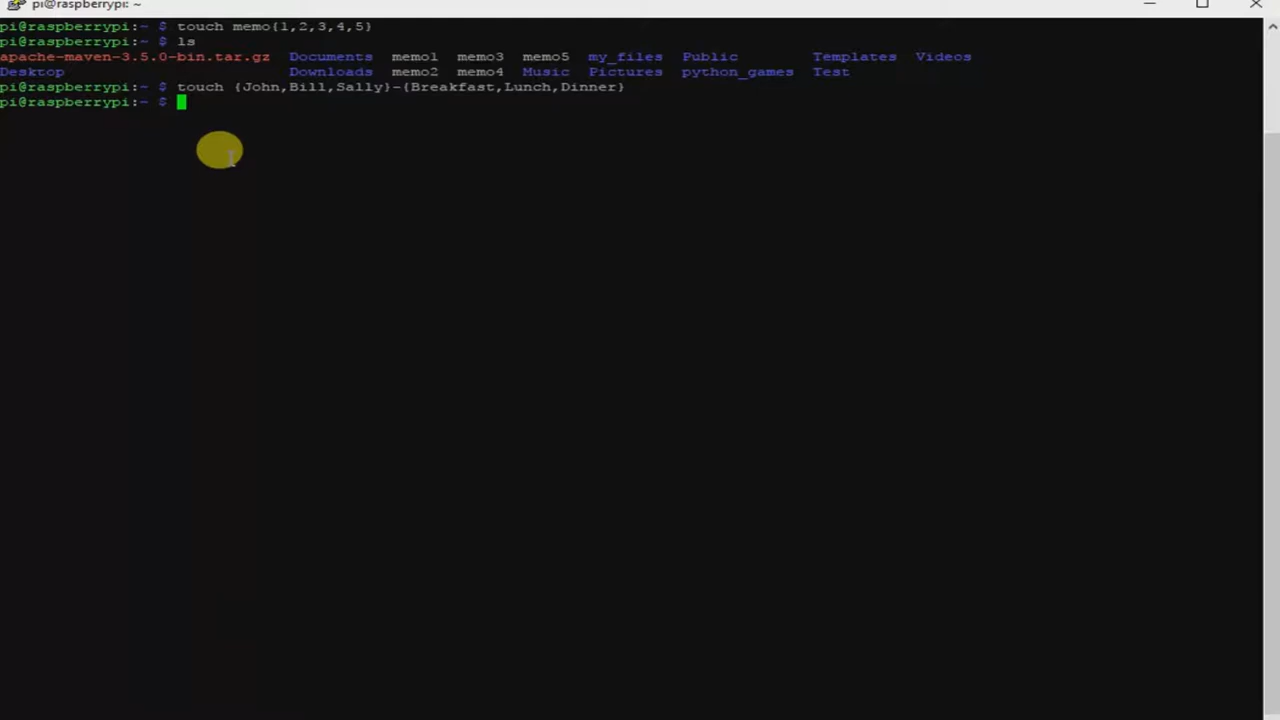 pi@raspberrypi: ~
pi@raspberrypi:~ $ touch memo{1,2,3,4,5}
pi@raspberrypi:~ $ ls
apache-maven-3.5.0-bin.tar.gz Documents memo1 memo3 memo5 my_files Public Templates Videos
Desktop Downloads memo2 memo4 Music Pictures python_games Test
pi@raspberrypi:~ $ touch {John,Bill,Sally}-{Breakfast,Lunch,Dinner}
pi@raspberrypi:~ $